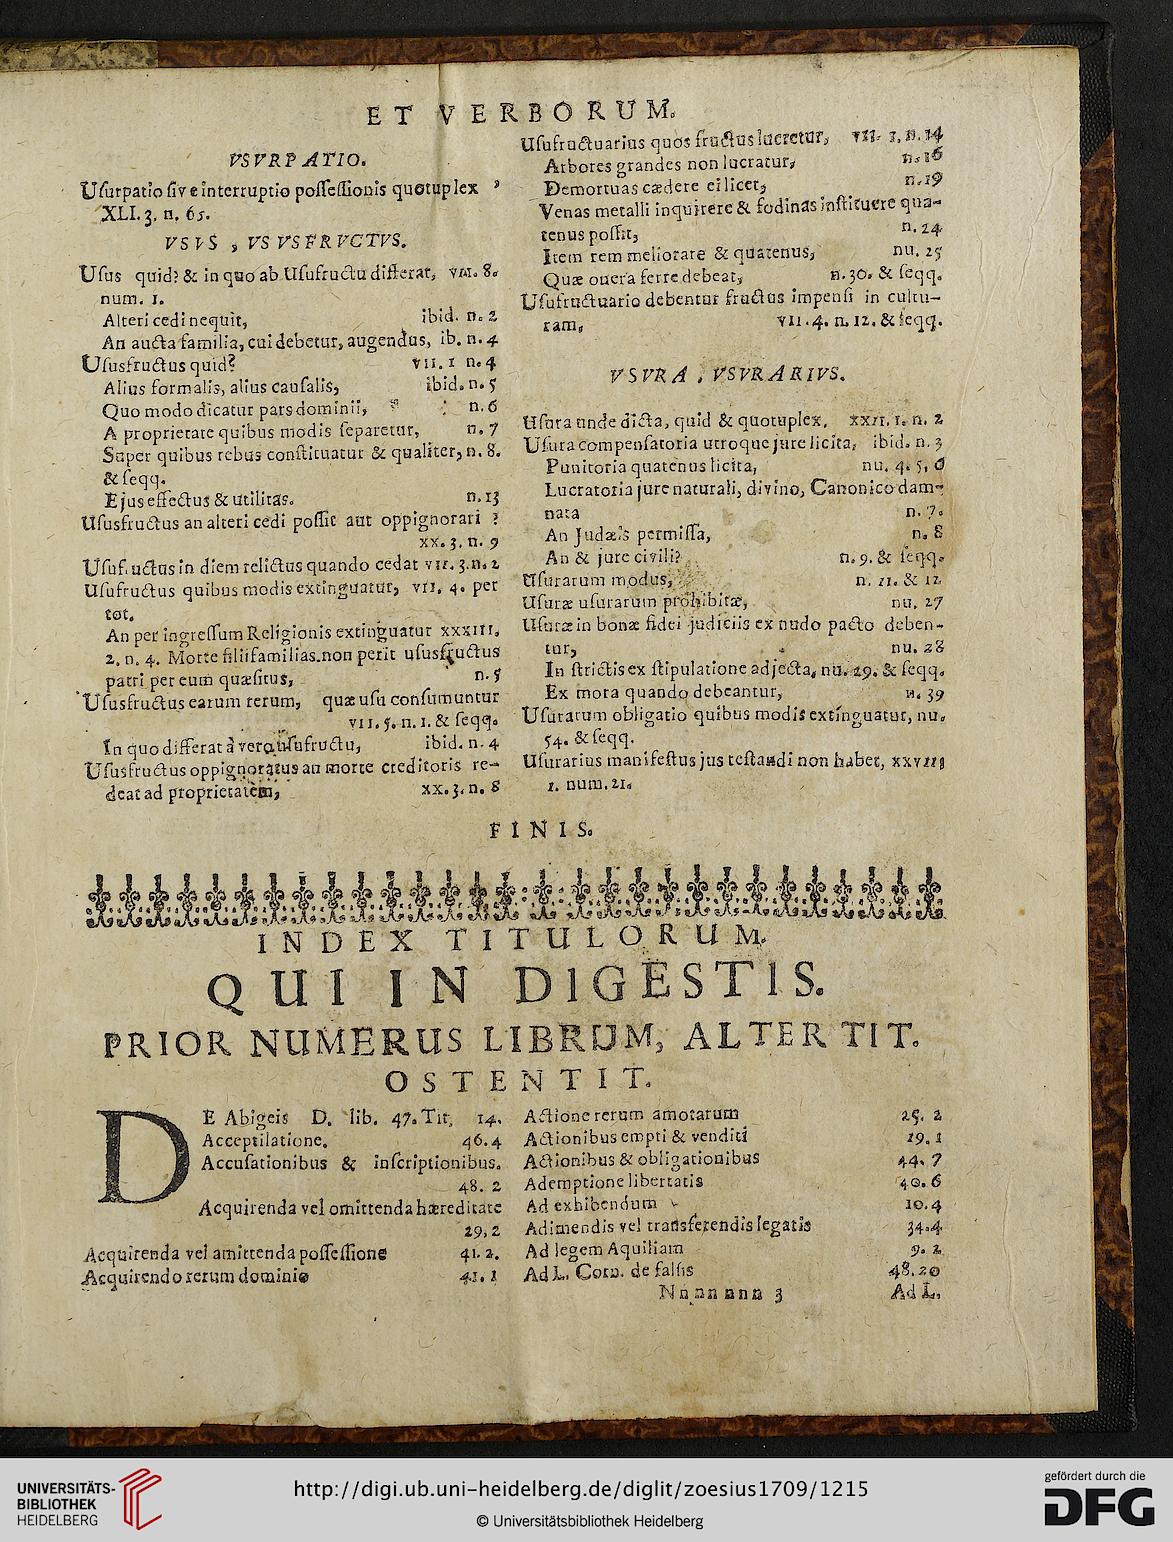 ET VERBORUM.
VSVRPATIO.
Usurpatio sive interruptio possessionis quotuplex ,
XLI. 3. n. 65.
VSVS , VSVSFRVCTVS.
Usus quid? & in quo ab Usufructu differat, VII. 8.
num. 1.
Alteri cedi nequit, ibid. n. 2
An aucta familia, cui debetur, augendus, ib. n. 4
Ususfructus quid? VII. 1 n. 4
Alius formalis, alius causalis, ibid. n. 5
Quo modo dicatur pars dominii, n. 6
A proprietate quibus modis separetur, n. 7
Super quibus rebus constituatur & qualiter, n. 8.
& seqq.
Ejus effectus & utilitas. n. 13
Ususfructus an alteri cedi possit aut oppignorari ?
XX. 3. n. 9
Ususfructus in diem relictus quando cedat VII. 3. n. 2
Usufructus quibus modis extinguatur, VII. 4. per
tot.
An per ingressum Religionis extinguatur XXXIII.
2. n. 4. Morte filiifamilias non perit ususfructus
patri per eum quæsitus, n. 5
Ususfructus earum rerum, quæ usu consumuntur
VII. 5. n. 1. & seqq.
In quo differat à vero usufructu, ibid. n. 4
Ususfructus oppignoratus an morte creditoris re-
deat ad proprietatem, XX. 3. n. 8
Usufructuarius quos fructus lucretur, VII. 1, n. 14
Arbores grandes non lucratur, n. 16
Demortuas cædere ei licet, n. 19
Venas metalli inquirere & fodinas instituere qua-
tenus possit, n. 24
Item rem meliorare & quatenus, nu. 25
Quæ onera ferre debeat, n. 30. & seqq.
Usufructuario debentur fructus impensi in cultu-
ram, VII. 4. n. 12. & seqq.
VSVRA , VSVRARIVS.
Usura unde dicta, quid & quotuplex, XXII. 1. n. 2
Usura compensatoria utroque jure licita, ibid. n. 3
Punitoria quatenus licita, nu. 4. 5, 6
Lucratoria jure naturali, divino, Canonico dam-
nata n. 7.
An Judæis permissa, n. 8
An & jure civili? n. 9. & seqq.
Usurarum modus, n. 11. & 12
Usuræ usurarum prohibitæ, nu. 27
Usuræ in bonæ fidei judiciis ex nudo pacto deben-
tur, nu. 28
In strictis ex stipulatione adjecta, nu. 29. & seqq.
Ex mora quando debeantur, n. 39
Usurarum obligatio quibus modis extinguatur, nu.
54. & seqq.
Usurarius manifestus jus testandi non habet, XXVIII
1. num. 21.
FINIS.
INDEX TITULORUM.
QUI IN DIGESTIS.
PRIOR NUMERUS LIBRUM, ALTER TIT.
OSTENTIT.
DE Abigeis D. lib. 47. Tit. 14.
Acceptilatione. 46. 4
Accusationibus & inscriptionibus.
48. 2
Acquirenda vel omittenda hæreditate
29, 2
Acquirenda vel amittenda possessione 41. 2.
Acquirendo rerum dominio 41. 1
Actione rerum amotarum 25. 2
Actionibus empti & venditi 19. 1
Actionibus & obligationibus 44. 7
Ademptione libertatis 40. 6
Ad exhibendum 10. 4
Adimendis vel transferendis legatis 34. 4
Ad legem Aquiliam 9. 2
Ad L. Corn. de falsis 48. 20
Nnnnnnn 3 Ad L.
UNIVERSITÄTS-
BIBLIOTHEK
HEIDELBERG
http://digi.ub.uni-heidelberg.de/diglit/zoesius1709/1215
© Universitätsbibliothek Heidelberg
gefördert durch die
DFG